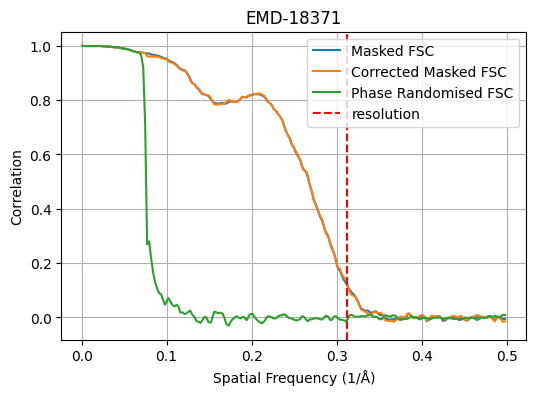 EMD-18371
Masked FSC
Corrected Masked FSC
Phase Randomised FSC
resolution
Correlation
1.0
0.8
0.6
0.4
0.2
0.0
0.0 0.1 0.2 0.3 0.4 0.5
Spatial Frequency (1/Å)